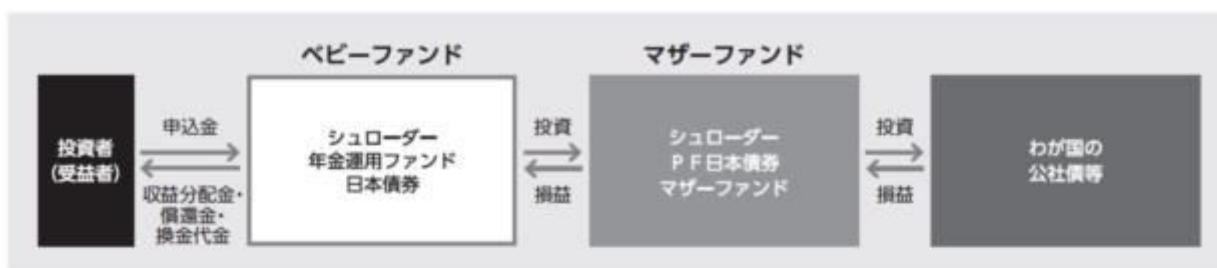 ベビーファンド
マザーファンド
投資者
(受益者)
申込金
収益分配金・
償還金・
換金代金
シュローダー
年金運用ファンド
日本債券
投資
損益
シュローダー
ＰＦ日本債券
マザーファンド
投資
損益
わが国の
公社債等